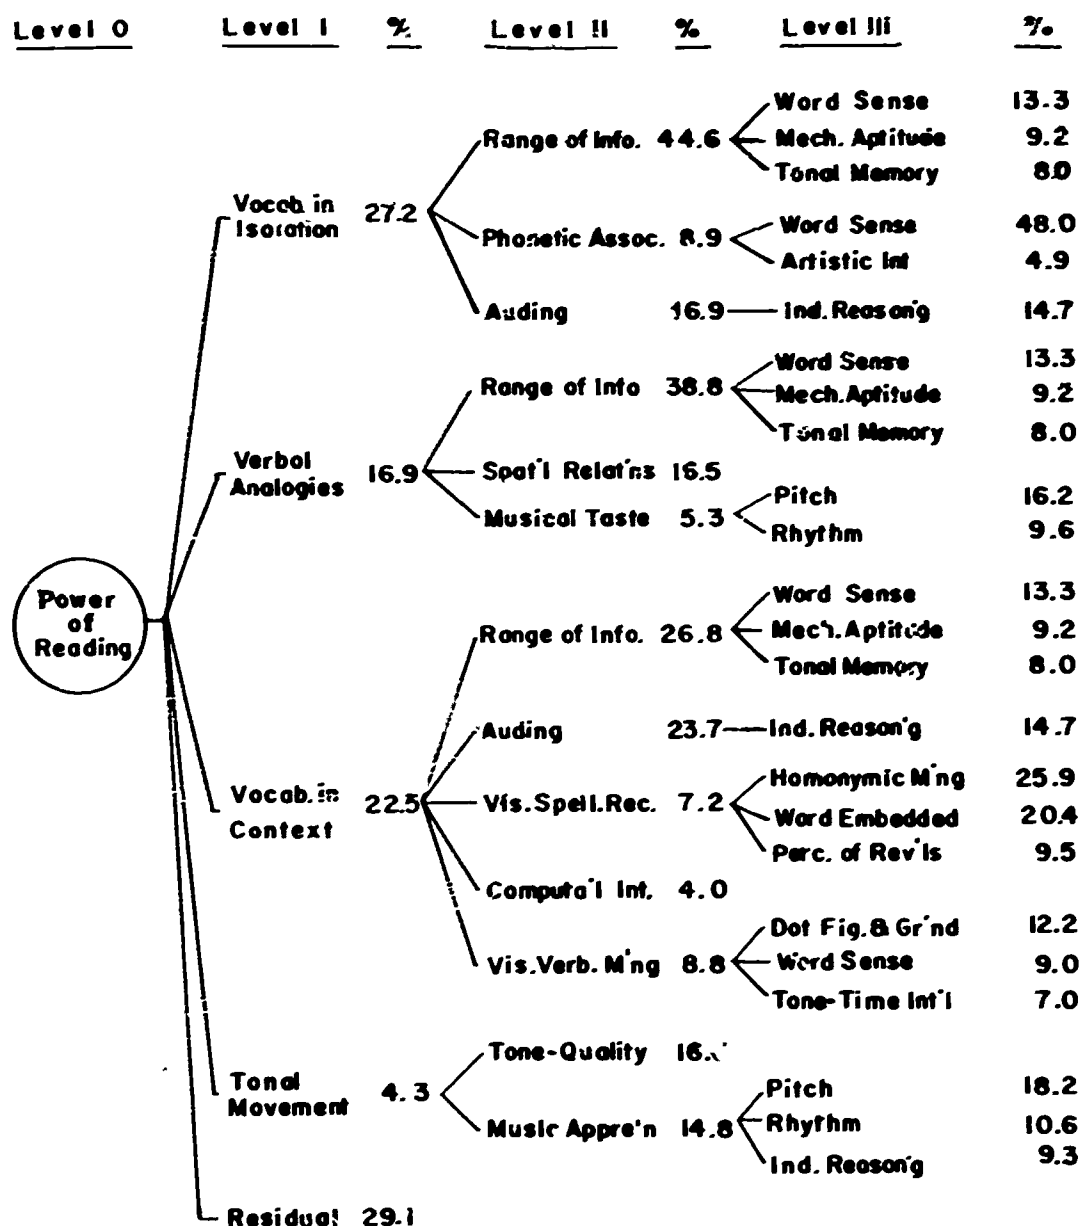 Level 0 Level I % Level II % Level III %
Word Sense 13.3
Range of Info. 44.6 Mech. Aptitude 9.2
Tonal Memory 8.0
Vocab. in
Isolation 27.2
Word Sense 48.0
Phonetic Assoc. 8.9
Artistic Int 4.9
Auding 16.9 Ind. Reason'g 14.7
Word Sense 13.3
Range of Info 38.8 Mech. Aptitude 9.2
Tonal Memory 8.0
Verbal
Analogies 16.9
Spat'l Relat'ns 16.5
Pitch 16.2
Musical Taste 5.3
Rhythm 9.6
Power
of
Reading
Word Sense 13.3
Range of Info. 26.8 Mech. Aptitude 9.2
Tonal Memory 8.0
Auding 23.7 Ind. Reason'g 14.7
Homonymic M'ng 25.9
Vocab. in
Context 22.5
Vis. Spell. Rec. 7.2 Word Embedded 20.4
Perc. of Rev'ls 9.5
Computa'l Int. 4.0
Dot Fig. & Gr'nd 12.2
Vis. Verb. M'ng 8.8 Word Sense 9.0
Tone-Time Int'l 7.0
Tone-Quality
Tonal
Movement 4.3
Pitch 18.2
Music Appre'n 14.8 Rhythm 10.6
Ind. Reason'g 9.3
Residual 29.1